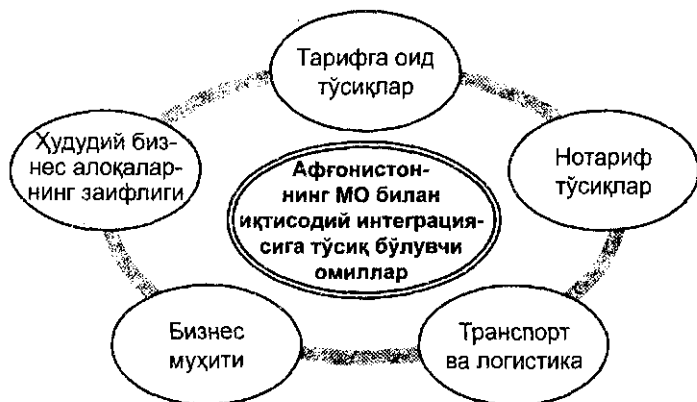 Тарифга оид
тўсиқлар
Ҳудудий биз-
нес алоқалар-
нинг заифлиги
Нотариф
тўсиқлар
Афғонистон-
нинг МО билан
иқтисодий интеграция-
сига тўсиқ бўлувчи
омиллар
Бизнес
муҳити
Транспорт
ва логистика